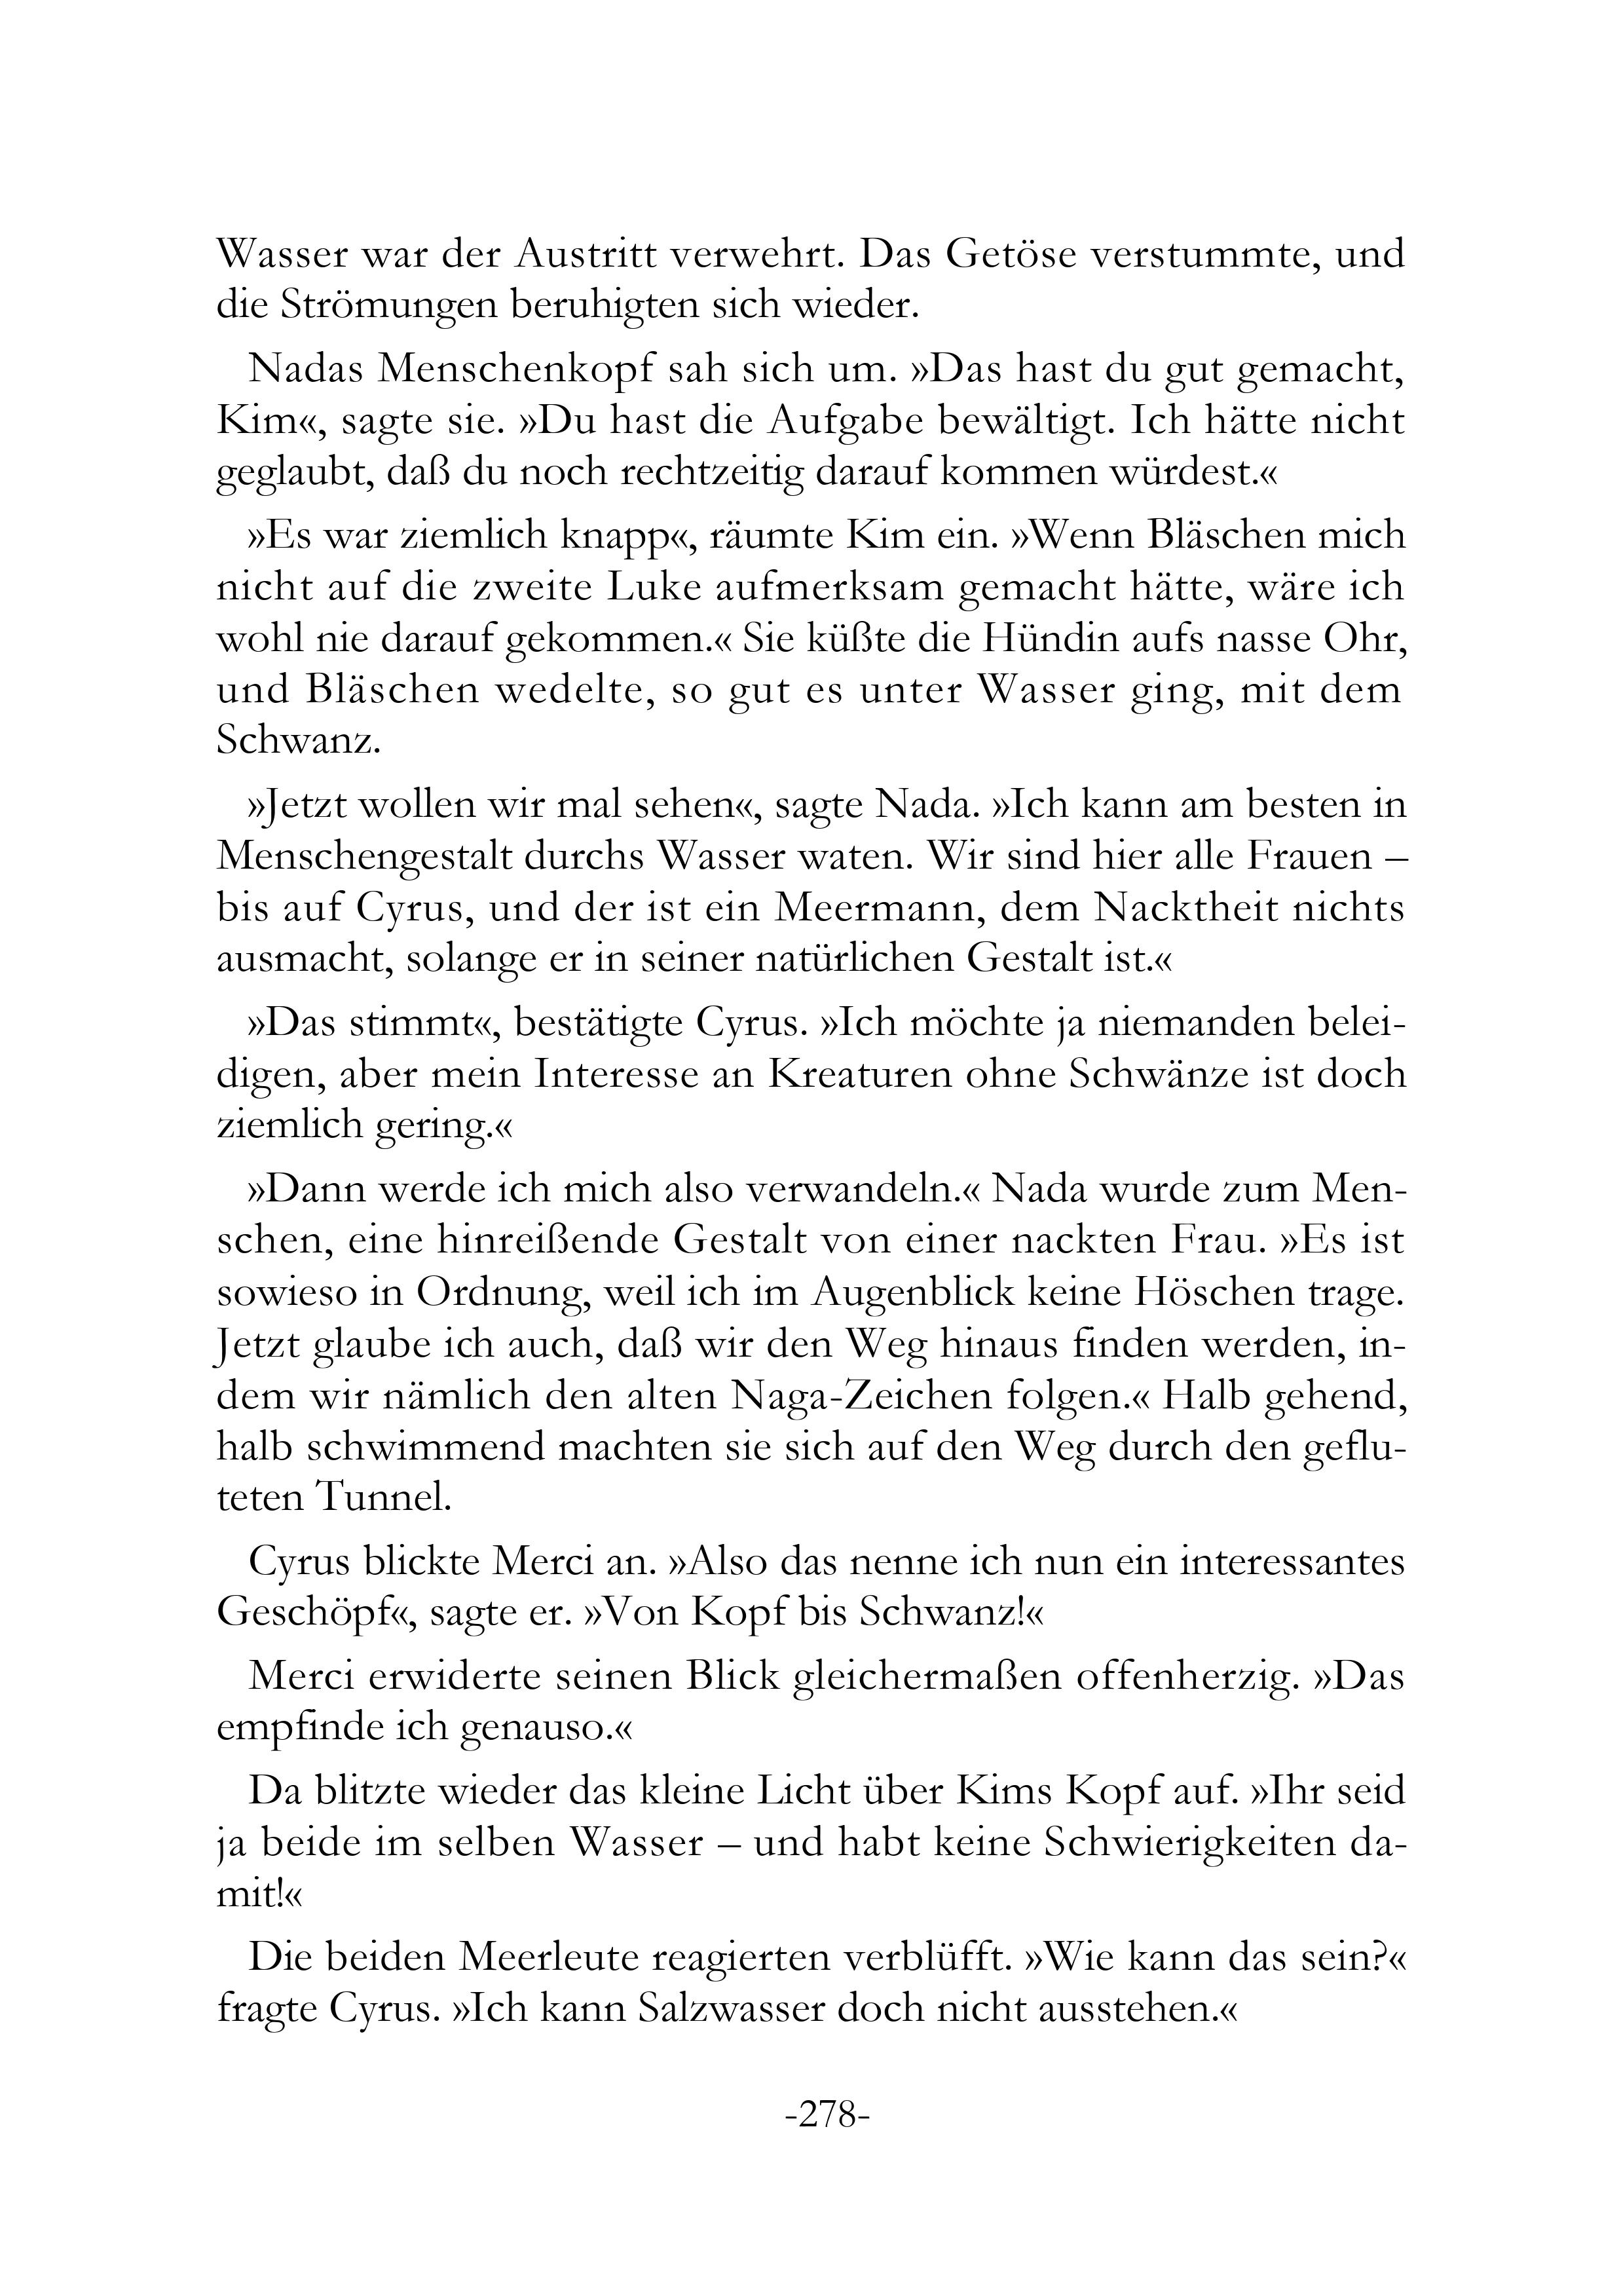 Wasser war der Austritt verwehrt. Das Getöse verstummte, und
die Strömungen beruhigten sich wieder.
Nadas Menschenkopf sah sich um. »Das hast du gut gemacht,
Kim«, sagte sie. »Du hast die Aufgabe bewältigt. Ich hätte nicht
geglaubt, daß du noch rechtzeitig darauf kommen würdest.«
»Es war ziemlich knapp«, räumte Kim ein. »Wenn Bläschen mich
nicht auf die zweite Luke aufmerksam gemacht hätte, wäre ich
wohl nie darauf gekommen.« Sie küßte die Hündin aufs nasse Ohr,
und Bläschen wedelte, so gut es unter Wasser ging, mit dem
Schwanz.
»Jetzt wollen wir mal sehen«, sagte Nada. »Ich kann am besten in
Menschengestalt durchs Wasser waten. Wir sind hier alle Frauen –
bis auf Cyrus, und der ist ein Meermann, dem Nacktheit nichts
ausmacht, solange er in seiner natürlichen Gestalt ist.«
»Das stimmt«, bestätigte Cyrus. »Ich möchte ja niemanden belei-
digen, aber mein Interesse an Kreaturen ohne Schwänze ist doch
ziemlich gering.«
»Dann werde ich mich also verwandeln.« Nada wurde zum Men-
schen, eine hinreißende Gestalt von einer nackten Frau. »Es ist
sowieso in Ordnung, weil ich im Augenblick keine Höschen trage.
Jetzt glaube ich auch, daß wir den Weg hinaus finden werden, in-
dem wir nämlich den alten Naga-Zeichen folgen.« Halb gehend,
halb schwimmend machten sie sich auf den Weg durch den geflu-
teten Tunnel.
Cyrus blickte Merci an. »Also das nenne ich nun ein interessantes
Geschöpf«, sagte er. »Von Kopf bis Schwanz!«
Merci erwiderte seinen Blick gleichermaßen offenherzig. »Das
empfinde ich genauso.«
Da blitzte wieder das kleine Licht über Kims Kopf auf. »Ihr seid
ja beide im selben Wasser – und habt keine Schwierigkeiten da-
mit!«
Die beiden Meerleute reagierten verblüfft. »Wie kann das sein?«
fragte Cyrus. »Ich kann Salzwasser doch nicht ausstehen.«
-278-